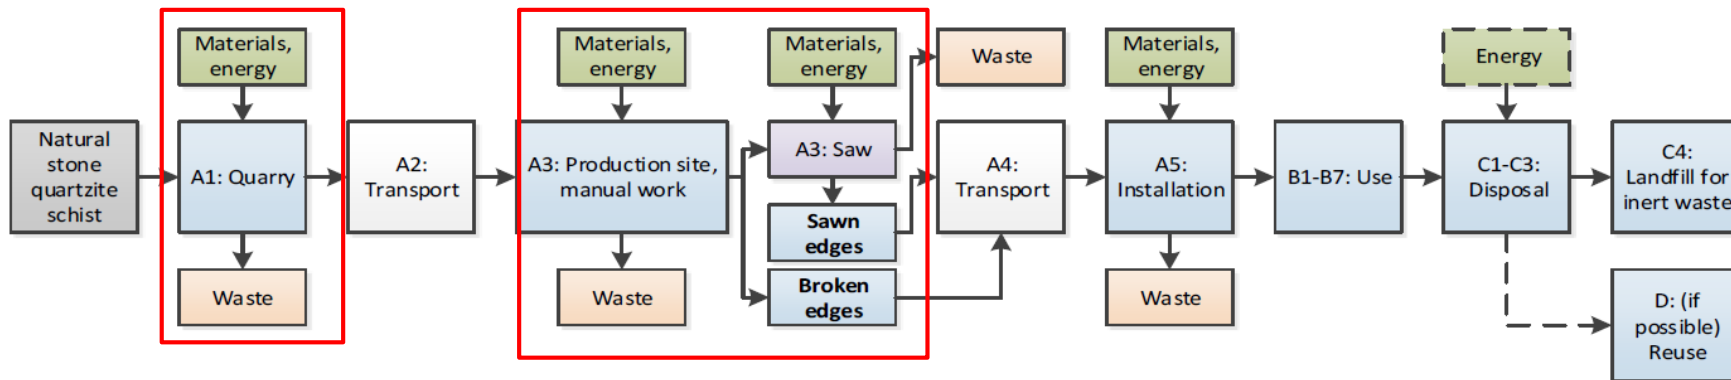 Natural
stone
quartzite
schist
Materials,
energy
A1: Quarry
Waste
A2:
Transport
Materials,
energy
A3: Production site,
manual work
Waste
Materials,
energy
A3: Saw
Sawn
edges
Broken
edges
Waste
A4:
Transport
Materials,
energy
A5:
Installation
Waste
B1-B7: Use
Energy
C1-C3:
Disposal
C4:
Landfill for
inert waste
D: (if
possible)
Reuse